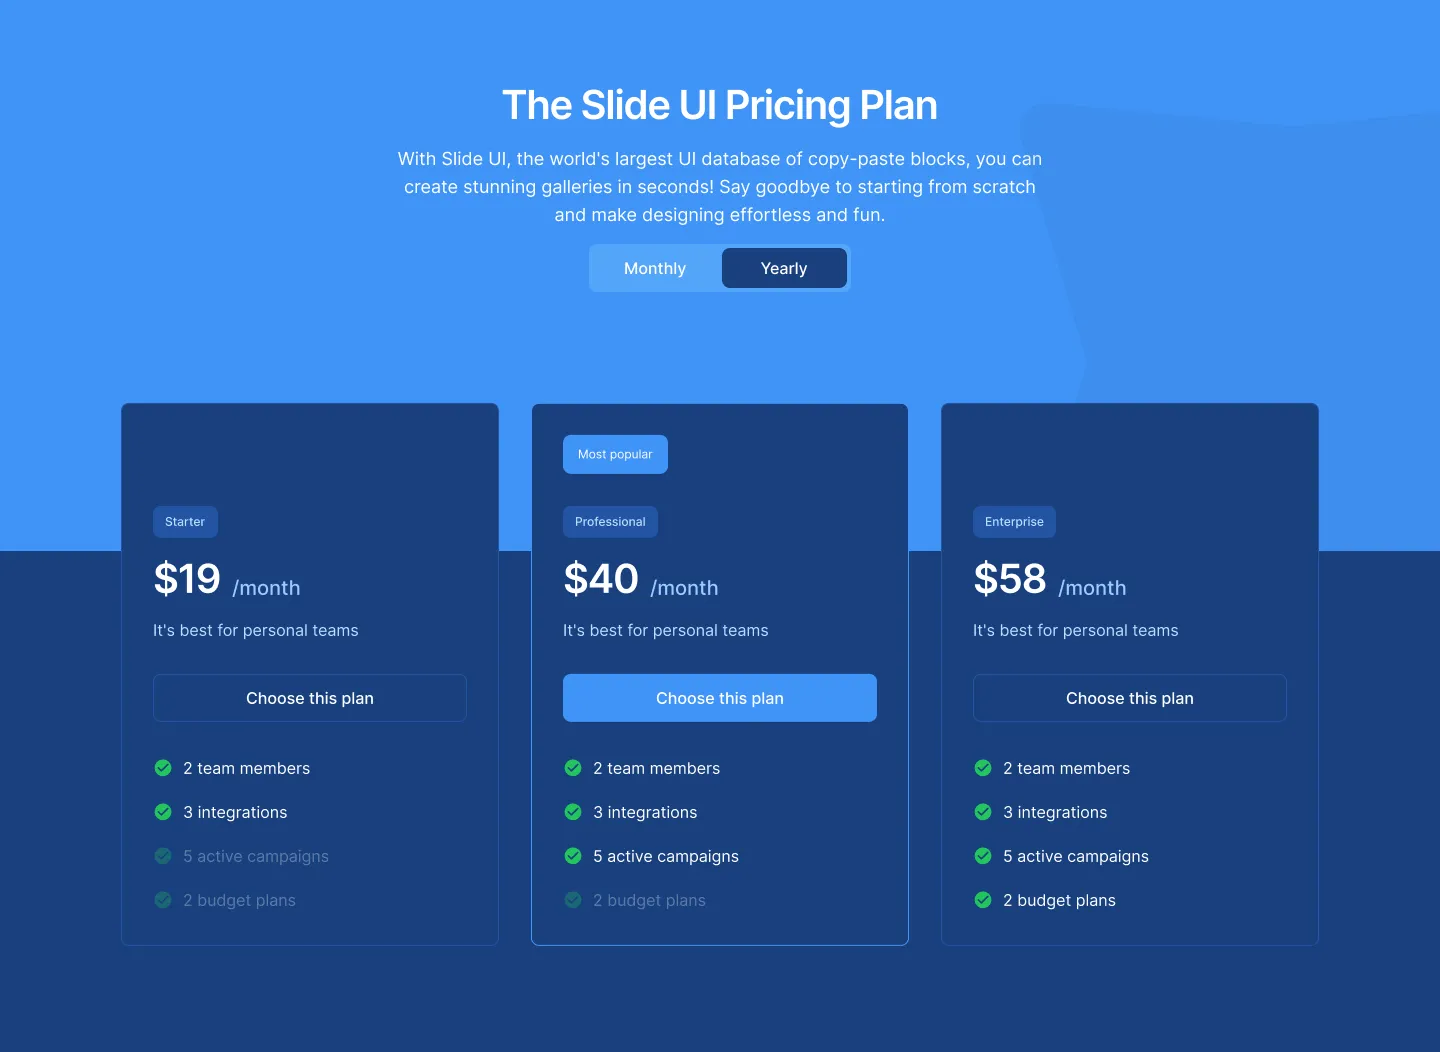 The Slide UI Pricing Plan
With Slide UI, the world's largest UI database of copy-paste blocks, you can
create stunning galleries in seconds! Say goodbye to starting from scratch
and make designing effortless and fun.
Monthly
Yearly
Starter
$19 /month
It's best for personal teams
Choose this plan
2 team members
3 integrations
5 active campaigns
2 budget plans
Most popular
Professional
$40 /month
It's best for personal teams
Choose this plan
2 team members
3 integrations
5 active campaigns
2 budget plans
Enterprise
$58 /month
It's best for personal teams
Choose this plan
2 team members
3 integrations
5 active campaigns
2 budget plans